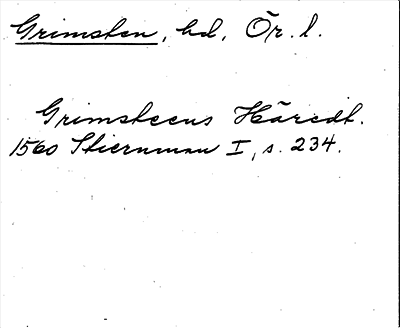 Grimsten, hd, Ör. l.
Grimsteens Häredt.
1560 Stiernman I, s. 234.